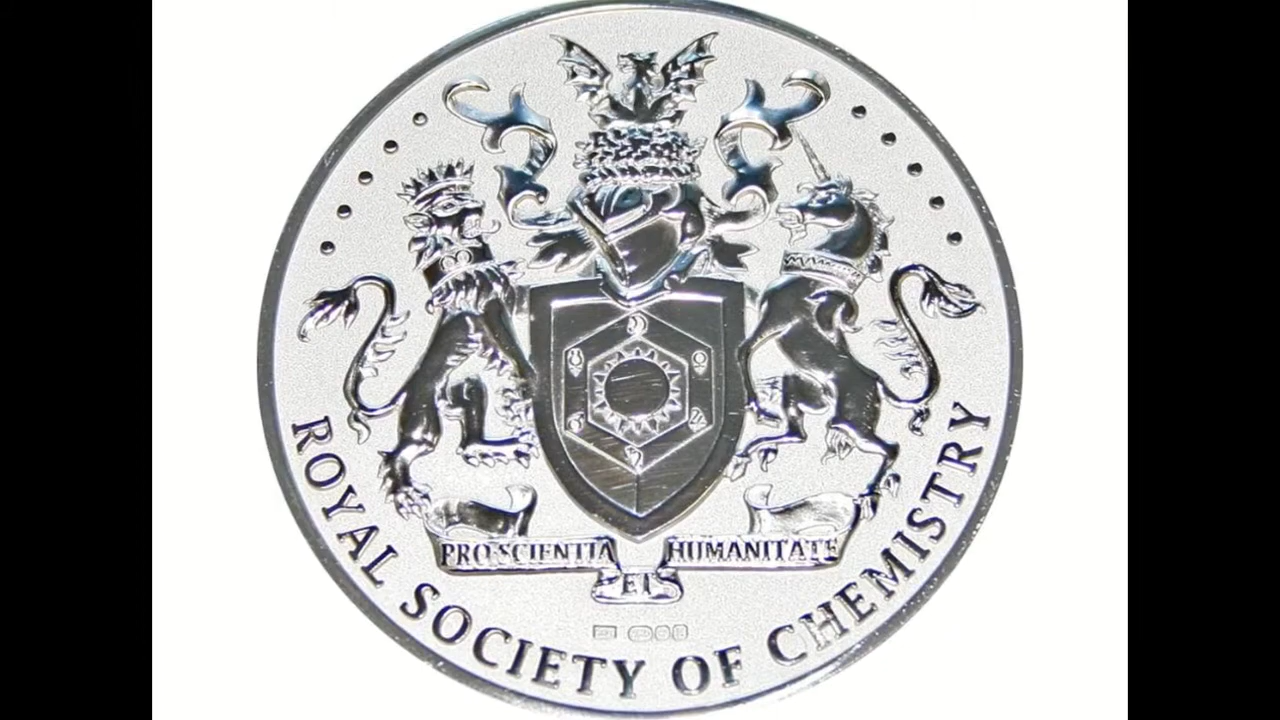 PRO SCIENTIA
ET
HUMANITATE
ROYAL SOCIETY OF CHEMISTRY